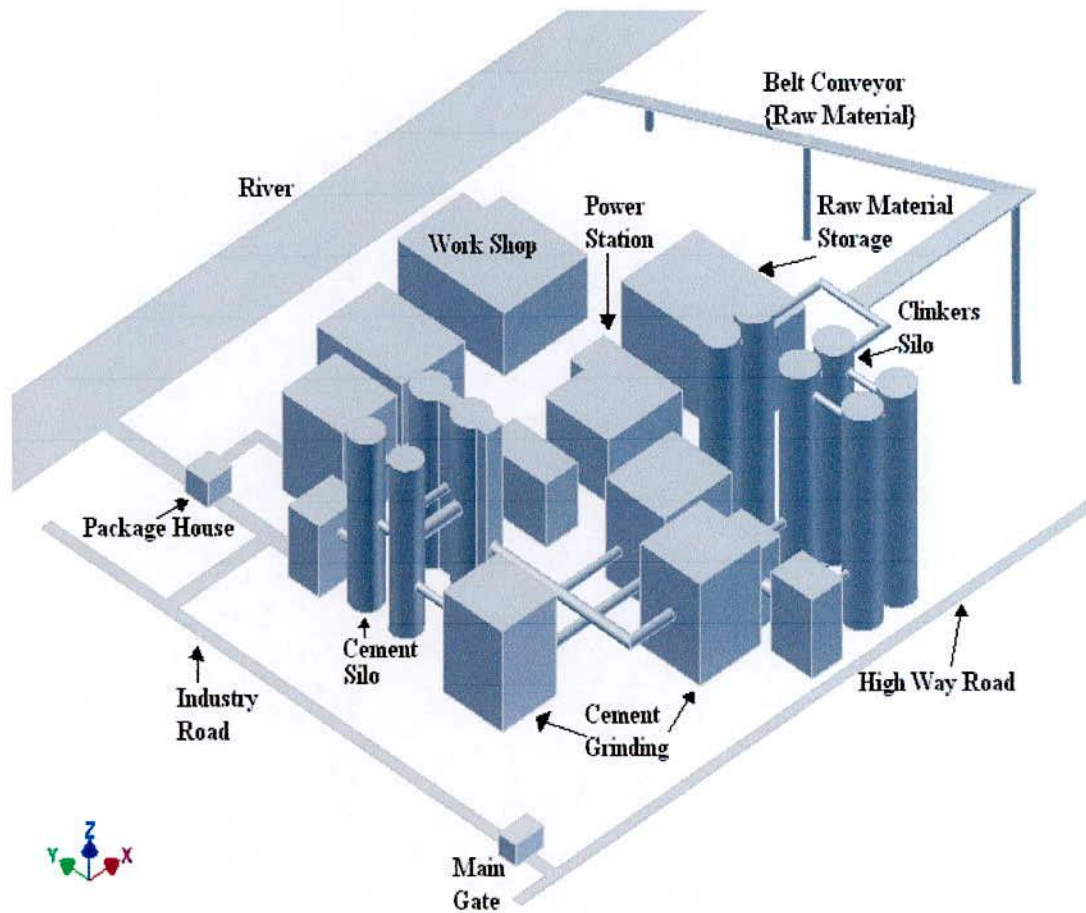 Belt Conveyor
{Raw Material}
River
Power
Station
Raw Material
Storage
Work Shop
Clinkers
Silo
Package House
Cement
Silo
High Way Road
Industry
Road
Cement
Grinding
Main
Gate
Z
Y
X